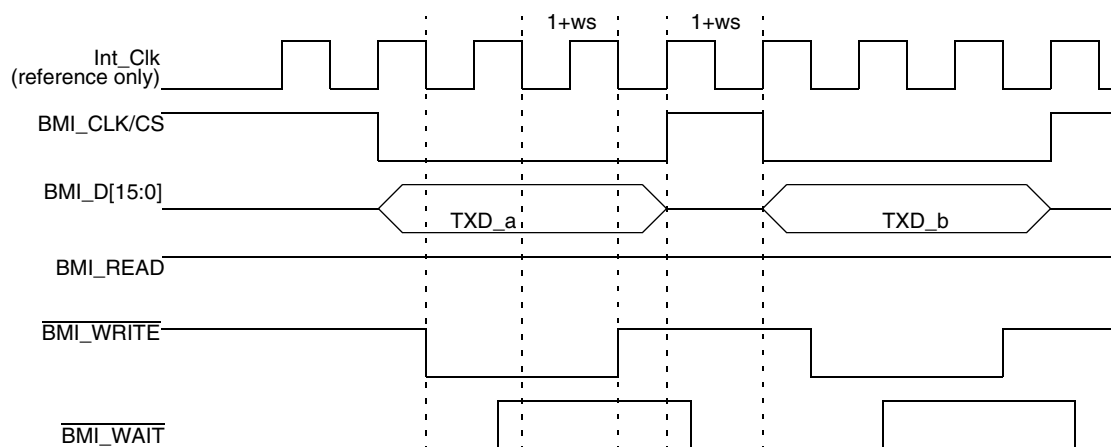 1+ws 1+ws
Int_Clk
(reference only)
BMI_CLK/CS
BMI_D[15:0]
TXD_a TXD_b
BMI_READ
BMI_WRITE
BMI_WAIT